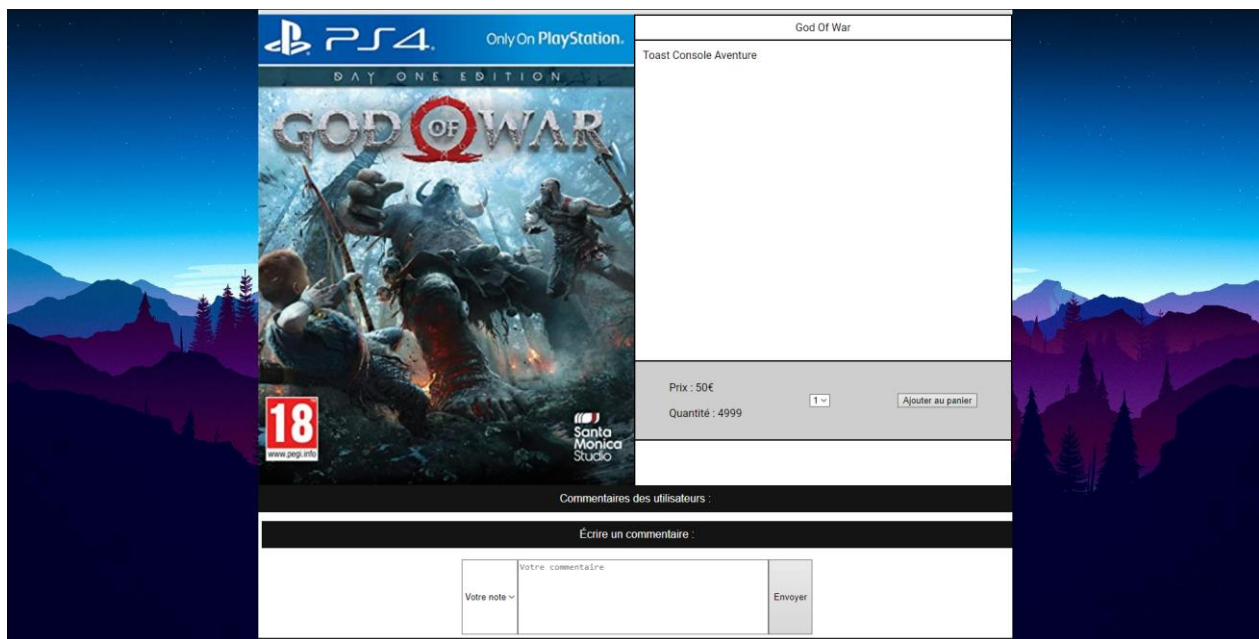 PS4
Only On PlayStation.
DAY ONE EDITION
GOD OF WAR
18
www.pegi.info
Santa
Monica
Studio
God Of War
Toast Console Aventure
Prix : 50€
Quantité : 4999
1
Ajouter au panier
Commentaires des utilisateurs :
Écrire un commentaire :
Votre note
Votre commentaire
Envoyer